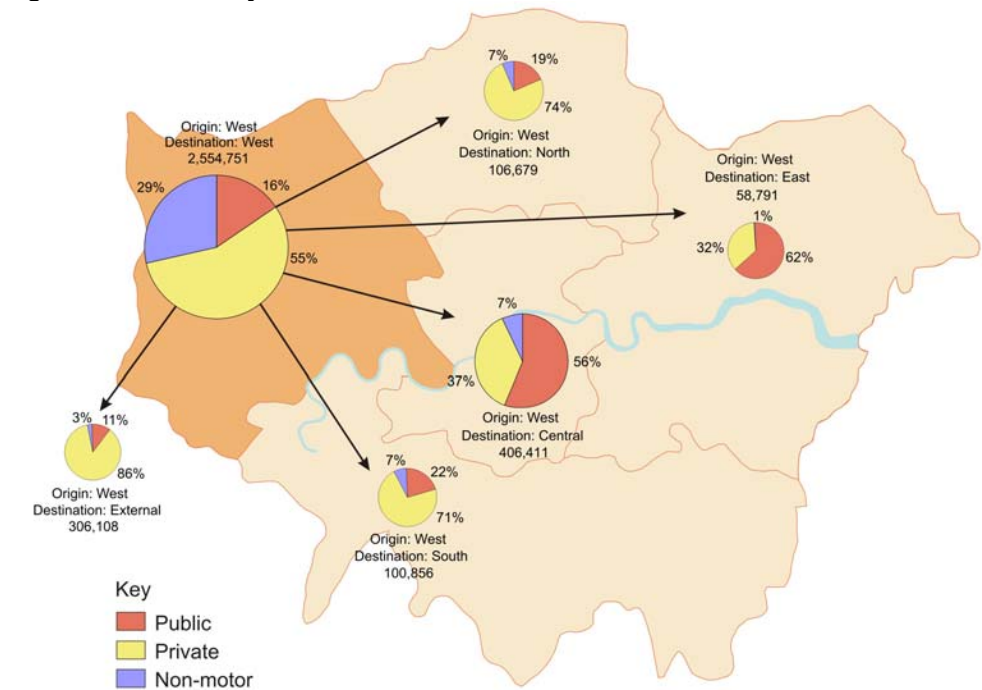 7%
19%
74%
Origin: West
Destination: North
106,679
Origin: West
Destination: West
2,554,751
29%
16%
55%
Origin: West
Destination: East
58,791
1%
32%
62%
7%
56%
37%
Origin: West
Destination: Central
406,411
3%
11%
86%
Origin: West
Destination: External
306,108
7%
22%
71%
Origin: West
Destination: South
100,856
Key
Public
Private
Non-motor